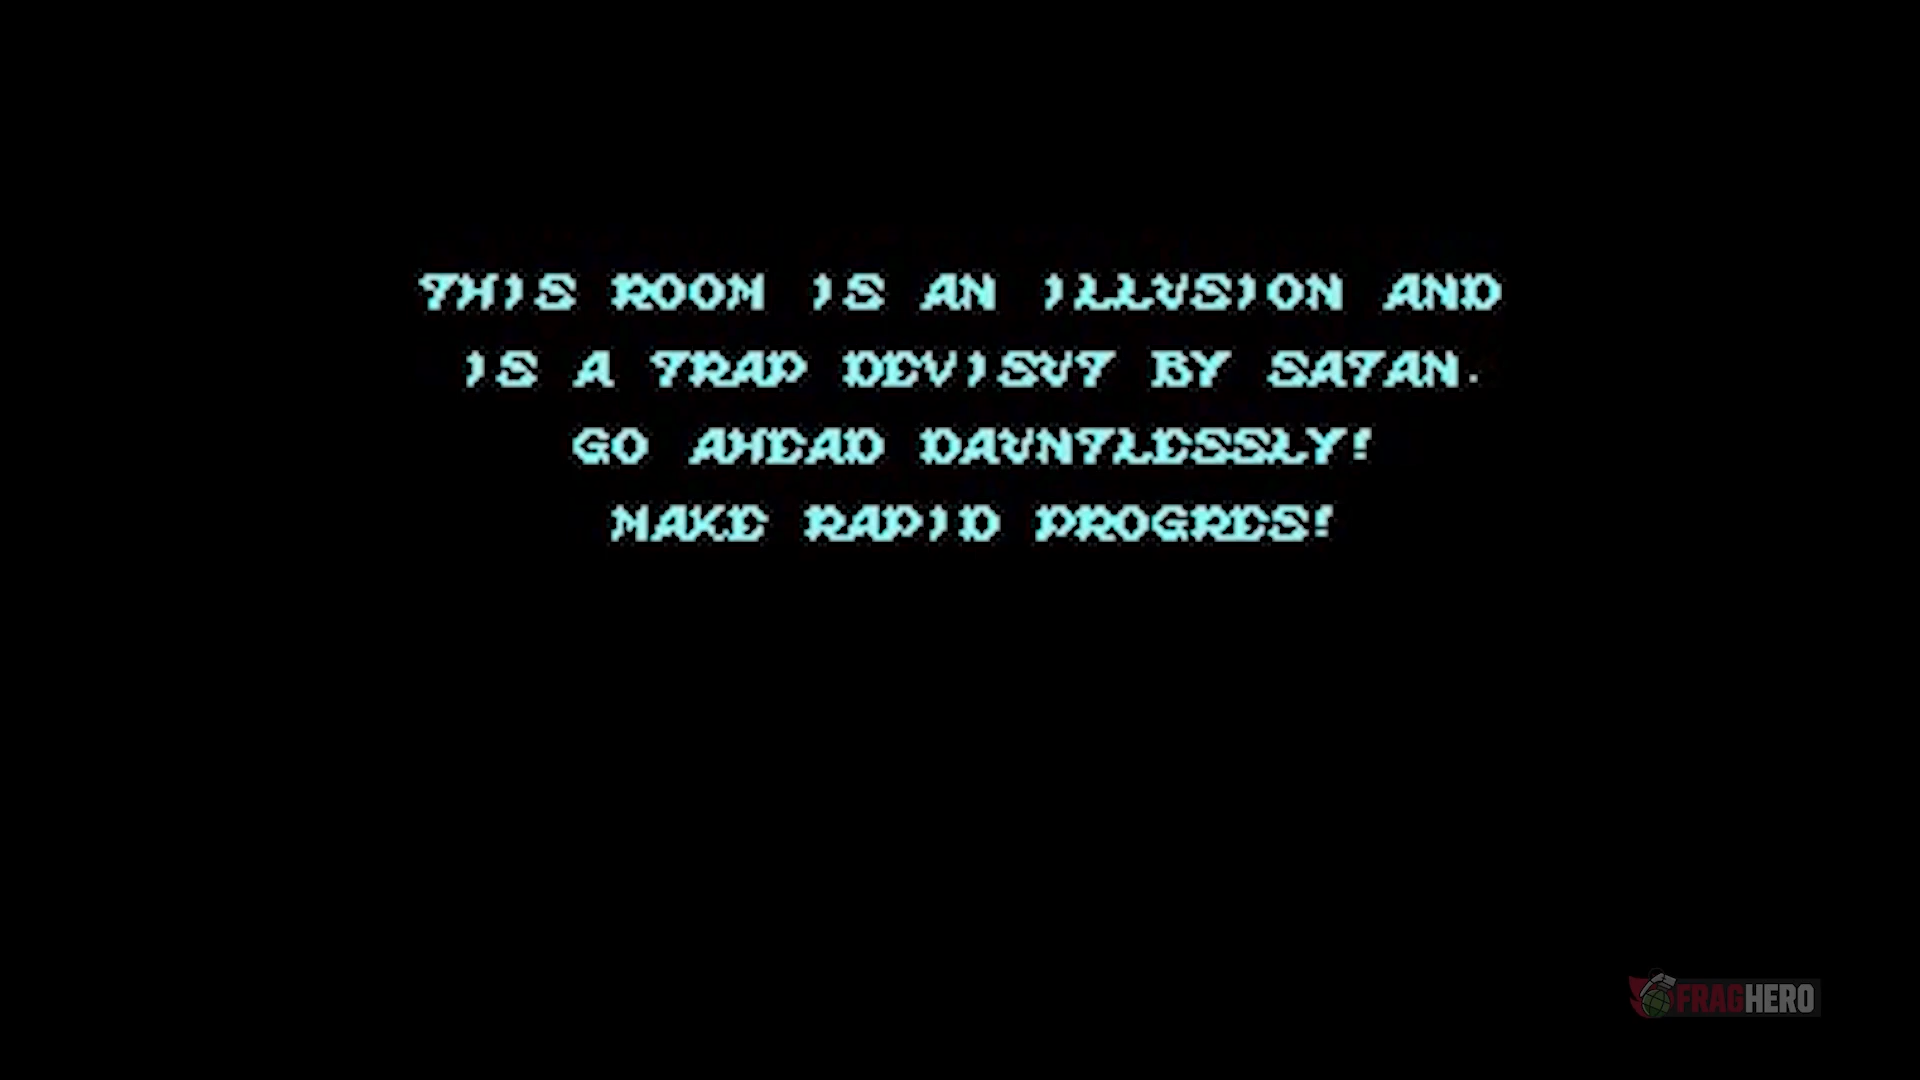 THIS ROOM IS AN ILLUSION AND
IS A TRAP DEVISUT BY SATAN.
GO AHEAD DAUNTLESSLY!
MAKE RAPID PROGRES!
FRAGHERO